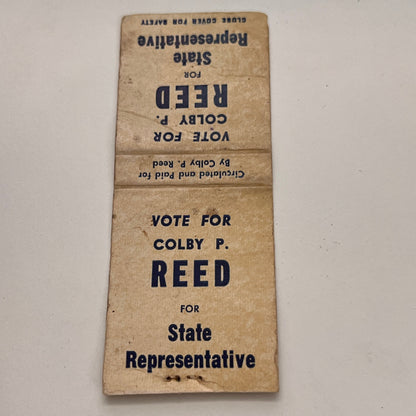 CLOSE COVER FOR SAFETY
Representative
State
FOR
REED
COLBY P.
VOTE FOR
Circulated and Paid for
By Colby P. Reed
VOTE FOR
COLBY P.
REED
FOR
State
Representative